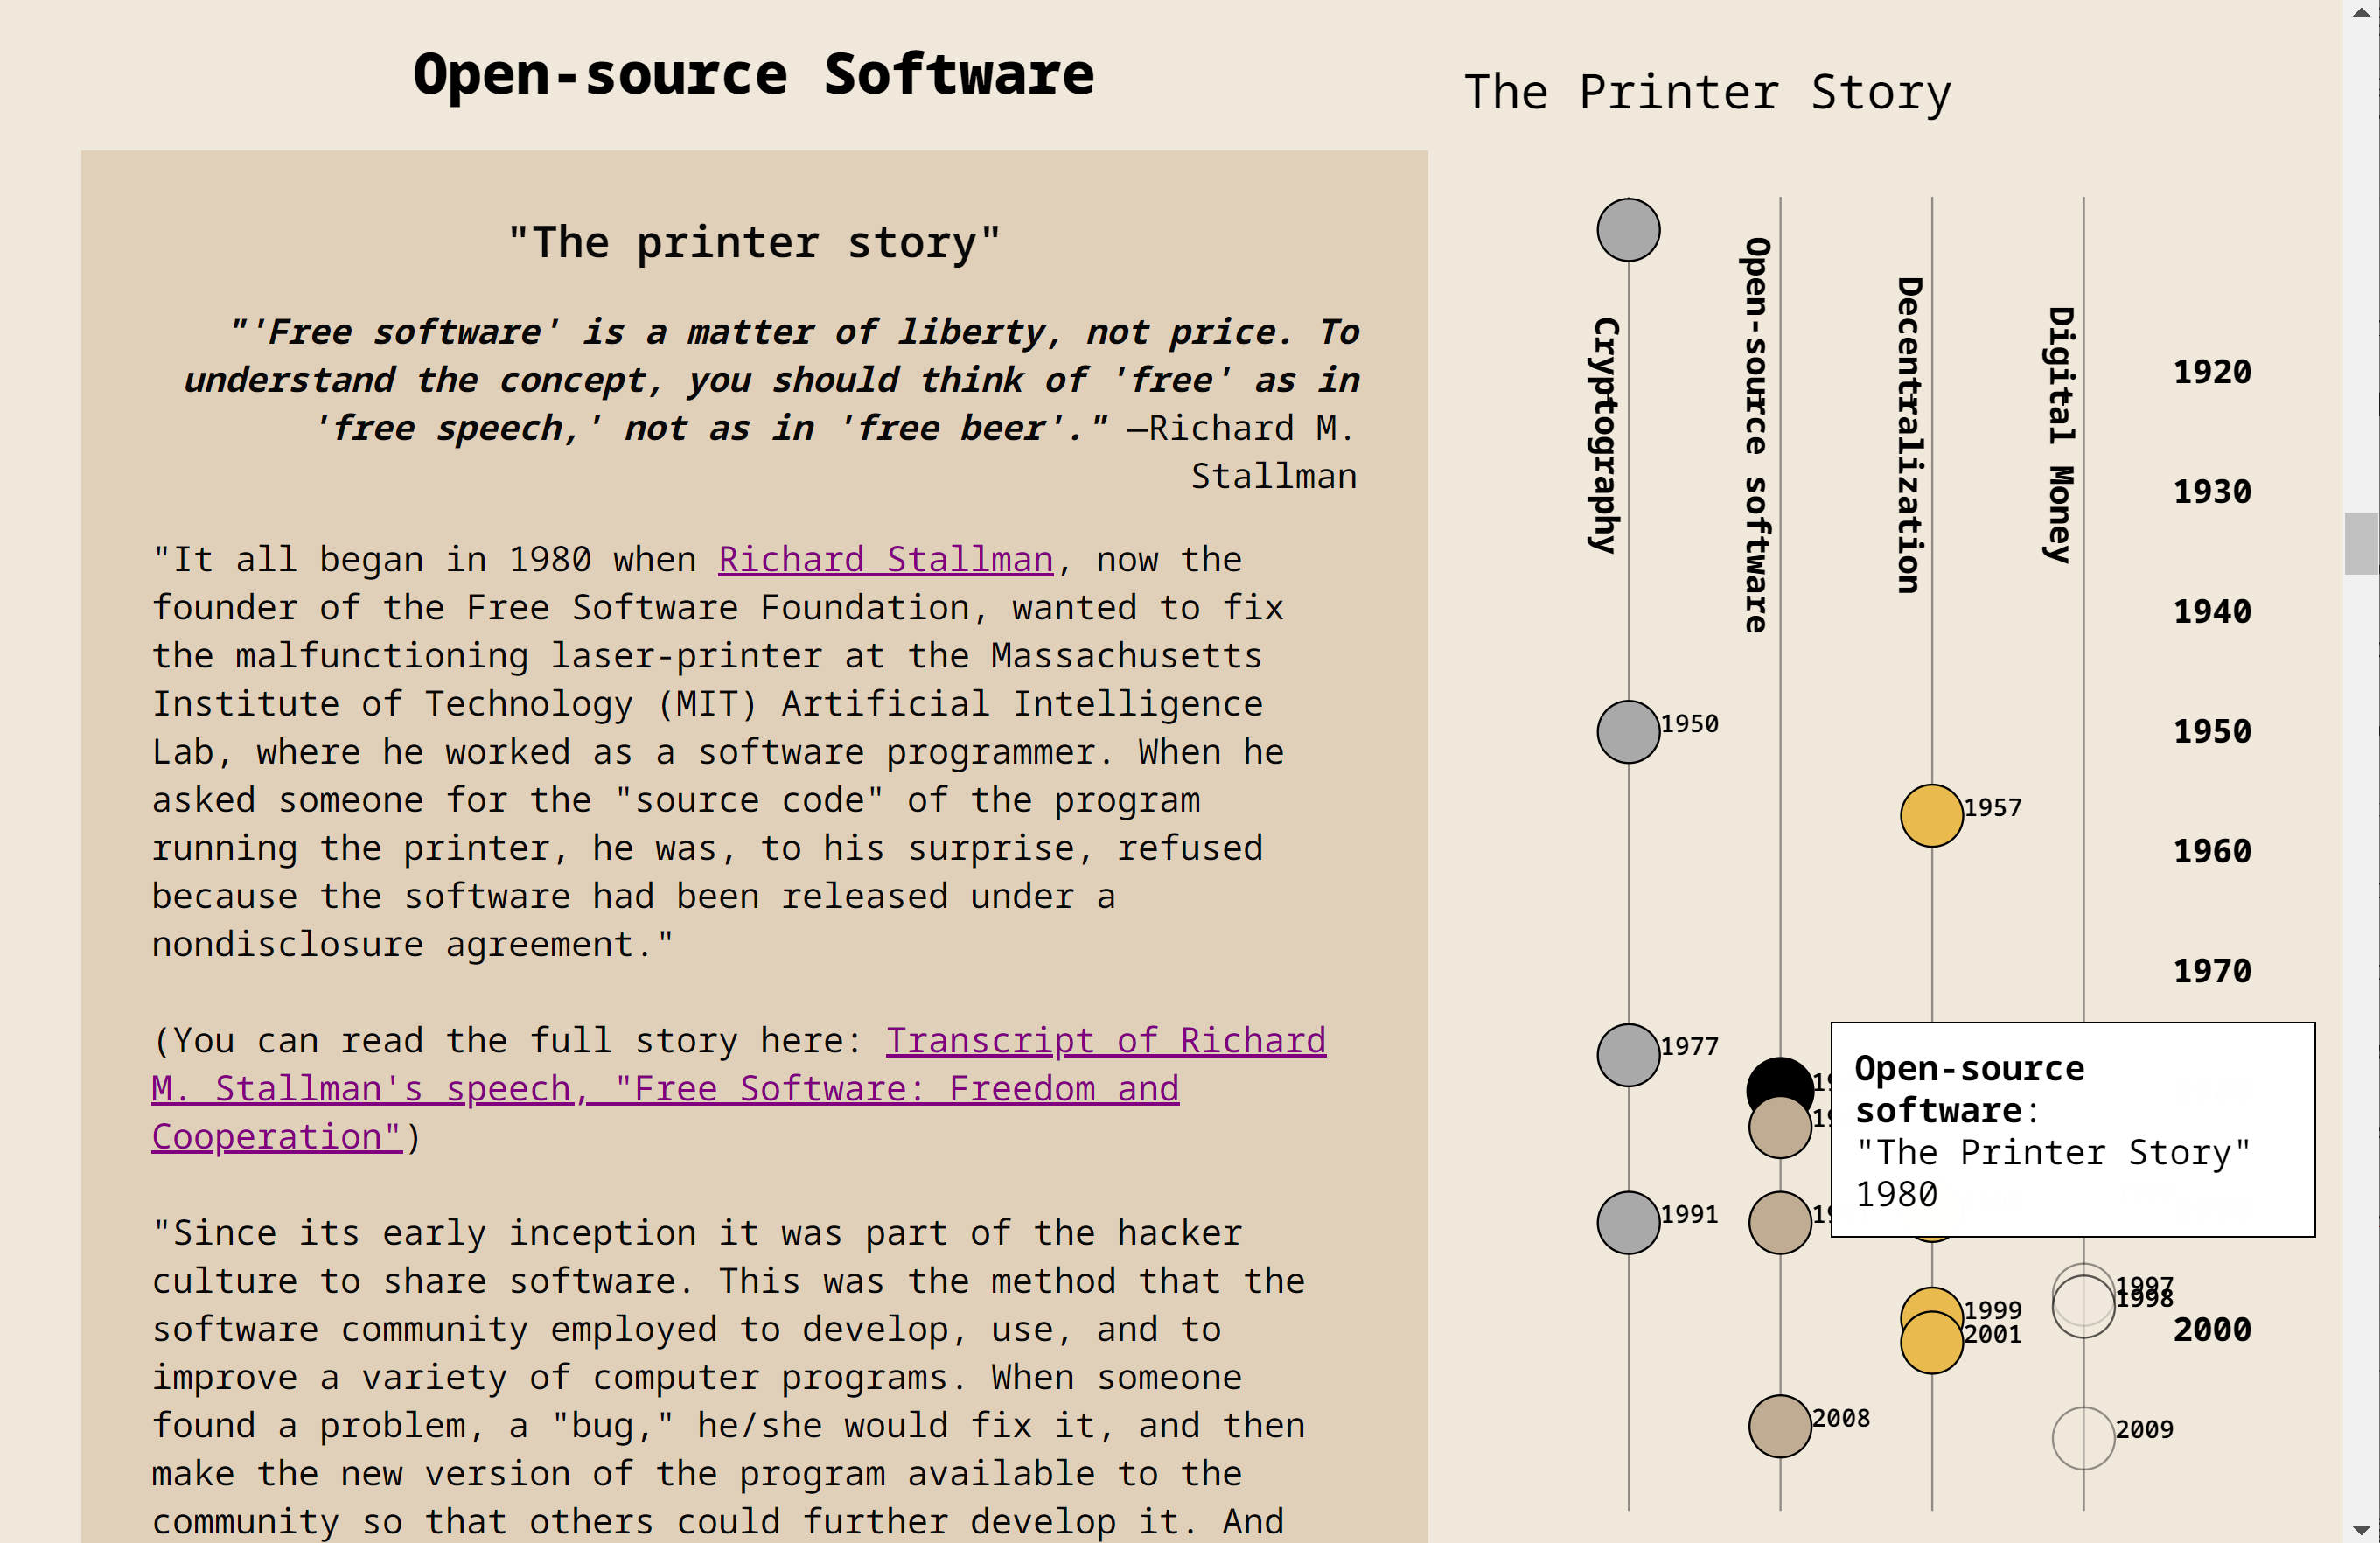 Open-source Software
"The printer story"
"'Free software' is a matter of liberty, not price. To
understand the concept, you should think of 'free' as in
'free speech,' not as in 'free beer'." —Richard M.
Stallman
"It all began in 1980 when Richard Stallman, now the
founder of the Free Software Foundation, wanted to fix
the malfunctioning laser-printer at the Massachusetts
Institute of Technology (MIT) Artificial Intelligence
Lab, where he worked as a software programmer. When he
asked someone for the "source code" of the program
running the printer, he was, to his surprise, refused
because the software had been released under a
nondisclosure agreement."
(You can read the full story here: Transcript of Richard
M. Stallman's speech, "Free Software: Freedom and
Cooperation")
"Since its early inception it was part of the hacker
culture to share software. This was the method that the
software community employed to develop, use, and to
improve a variety of computer programs. When someone
found a problem, a "bug," he/she would fix it, and then
make the new version of the program available to the
community so that others could further develop it. And
The Printer Story
Cryptography
Open-source software
Decentralization
Digital Money
1920
1930
1940
1950
1950
1957
1960
1970
1977
Open-source
software:
"The Printer Story"
1980
1991
1997
1998
1999
2000
2001
2008
2009